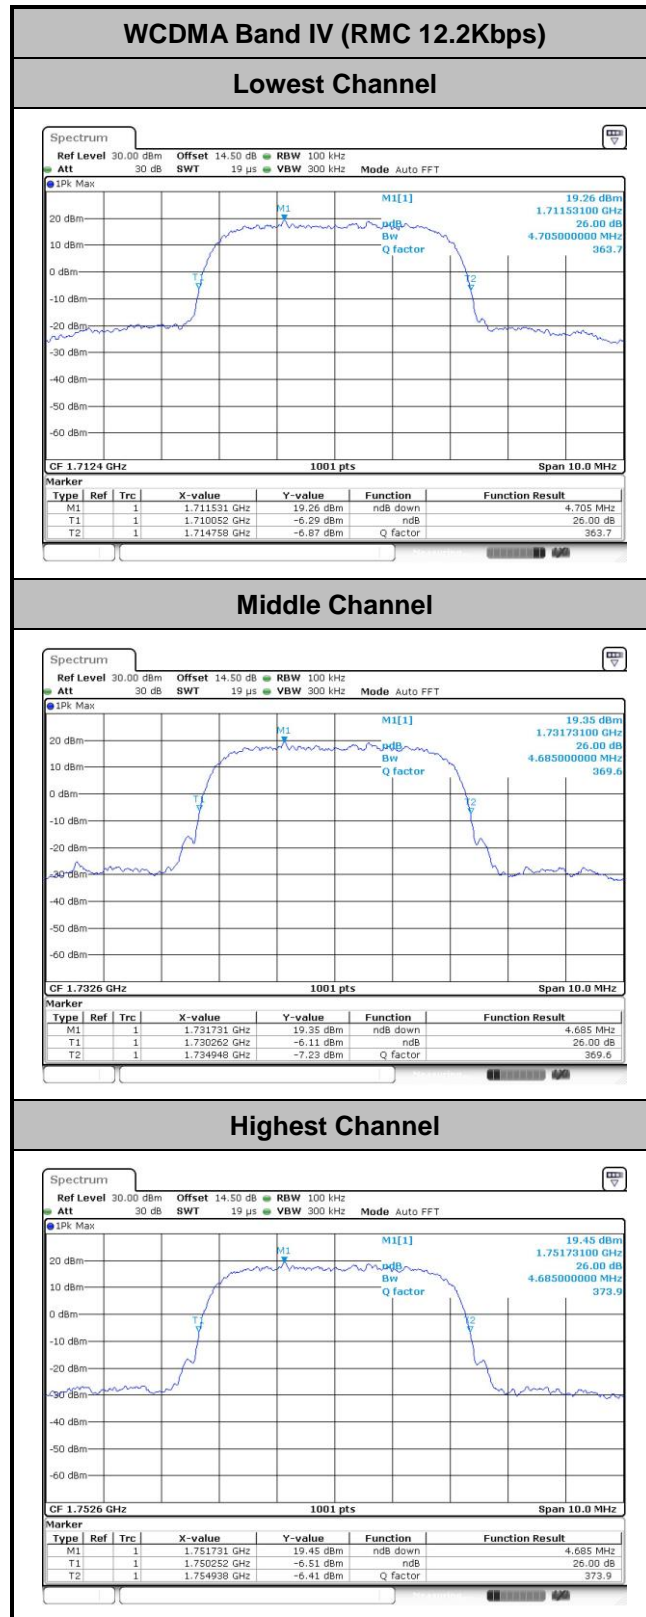 WCDMA Band IV (RMC 12.2Kbps)
Lowest Channel
Spectrum
Ref Level 30.00 dBm Offset 14.50 dB RBW 100 kHz
Att 30 dB SWT 19 µs VBW 300 kHz Mode Auto FFT
1Pk Max
M1[1] 19.26 dBm
1.71153100 GHz
ndB 26.00 dB
Bw 4.705000000 MHz
Q factor 363.7
M1
20 dBm
10 dBm
0 dBm
T1
T2
-10 dBm
-20 dBm
-30 dBm
-40 dBm
-50 dBm
-60 dBm
CF 1.7124 GHz 1001 pts Span 10.0 MHz
Marker
Type Ref Trc X-value Y-value Function Function Result
M1 1 1.711531 GHz 19.26 dBm ndB down 4.705 MHz
T1 1 1.710052 GHz -6.29 dBm ndB 26.00 dB
T2 1 1.714758 GHz -6.87 dBm Q factor 363.7
Middle Channel
Spectrum
Ref Level 30.00 dBm Offset 14.50 dB RBW 100 kHz
Att 30 dB SWT 19 µs VBW 300 kHz Mode Auto FFT
1Pk Max
M1[1] 19.35 dBm
1.73173100 GHz
ndB 26.00 dB
Bw 4.685000000 MHz
Q factor 369.6
M1
20 dBm
10 dBm
0 dBm
T1
T2
-10 dBm
-20 dBm
-30 dBm
-40 dBm
-50 dBm
-60 dBm
CF 1.7326 GHz 1001 pts Span 10.0 MHz
Marker
Type Ref Trc X-value Y-value Function Function Result
M1 1 1.731731 GHz 19.35 dBm ndB down 4.685 MHz
T1 1 1.730262 GHz -6.11 dBm ndB 26.00 dB
T2 1 1.734948 GHz -7.23 dBm Q factor 369.6
Highest Channel
Spectrum
Ref Level 30.00 dBm Offset 14.50 dB RBW 100 kHz
Att 30 dB SWT 19 µs VBW 300 kHz Mode Auto FFT
1Pk Max
M1[1] 19.45 dBm
1.75173100 GHz
ndB 26.00 dB
Bw 4.685000000 MHz
Q factor 373.9
M1
20 dBm
10 dBm
0 dBm
T1
T2
-10 dBm
-20 dBm
-30 dBm
-40 dBm
-50 dBm
-60 dBm
CF 1.7526 GHz 1001 pts Span 10.0 MHz
Marker
Type Ref Trc X-value Y-value Function Function Result
M1 1 1.751731 GHz 19.45 dBm ndB down 4.685 MHz
T1 1 1.750252 GHz -6.51 dBm ndB 26.00 dB
T2 1 1.754938 GHz -6.41 dBm Q factor 373.9